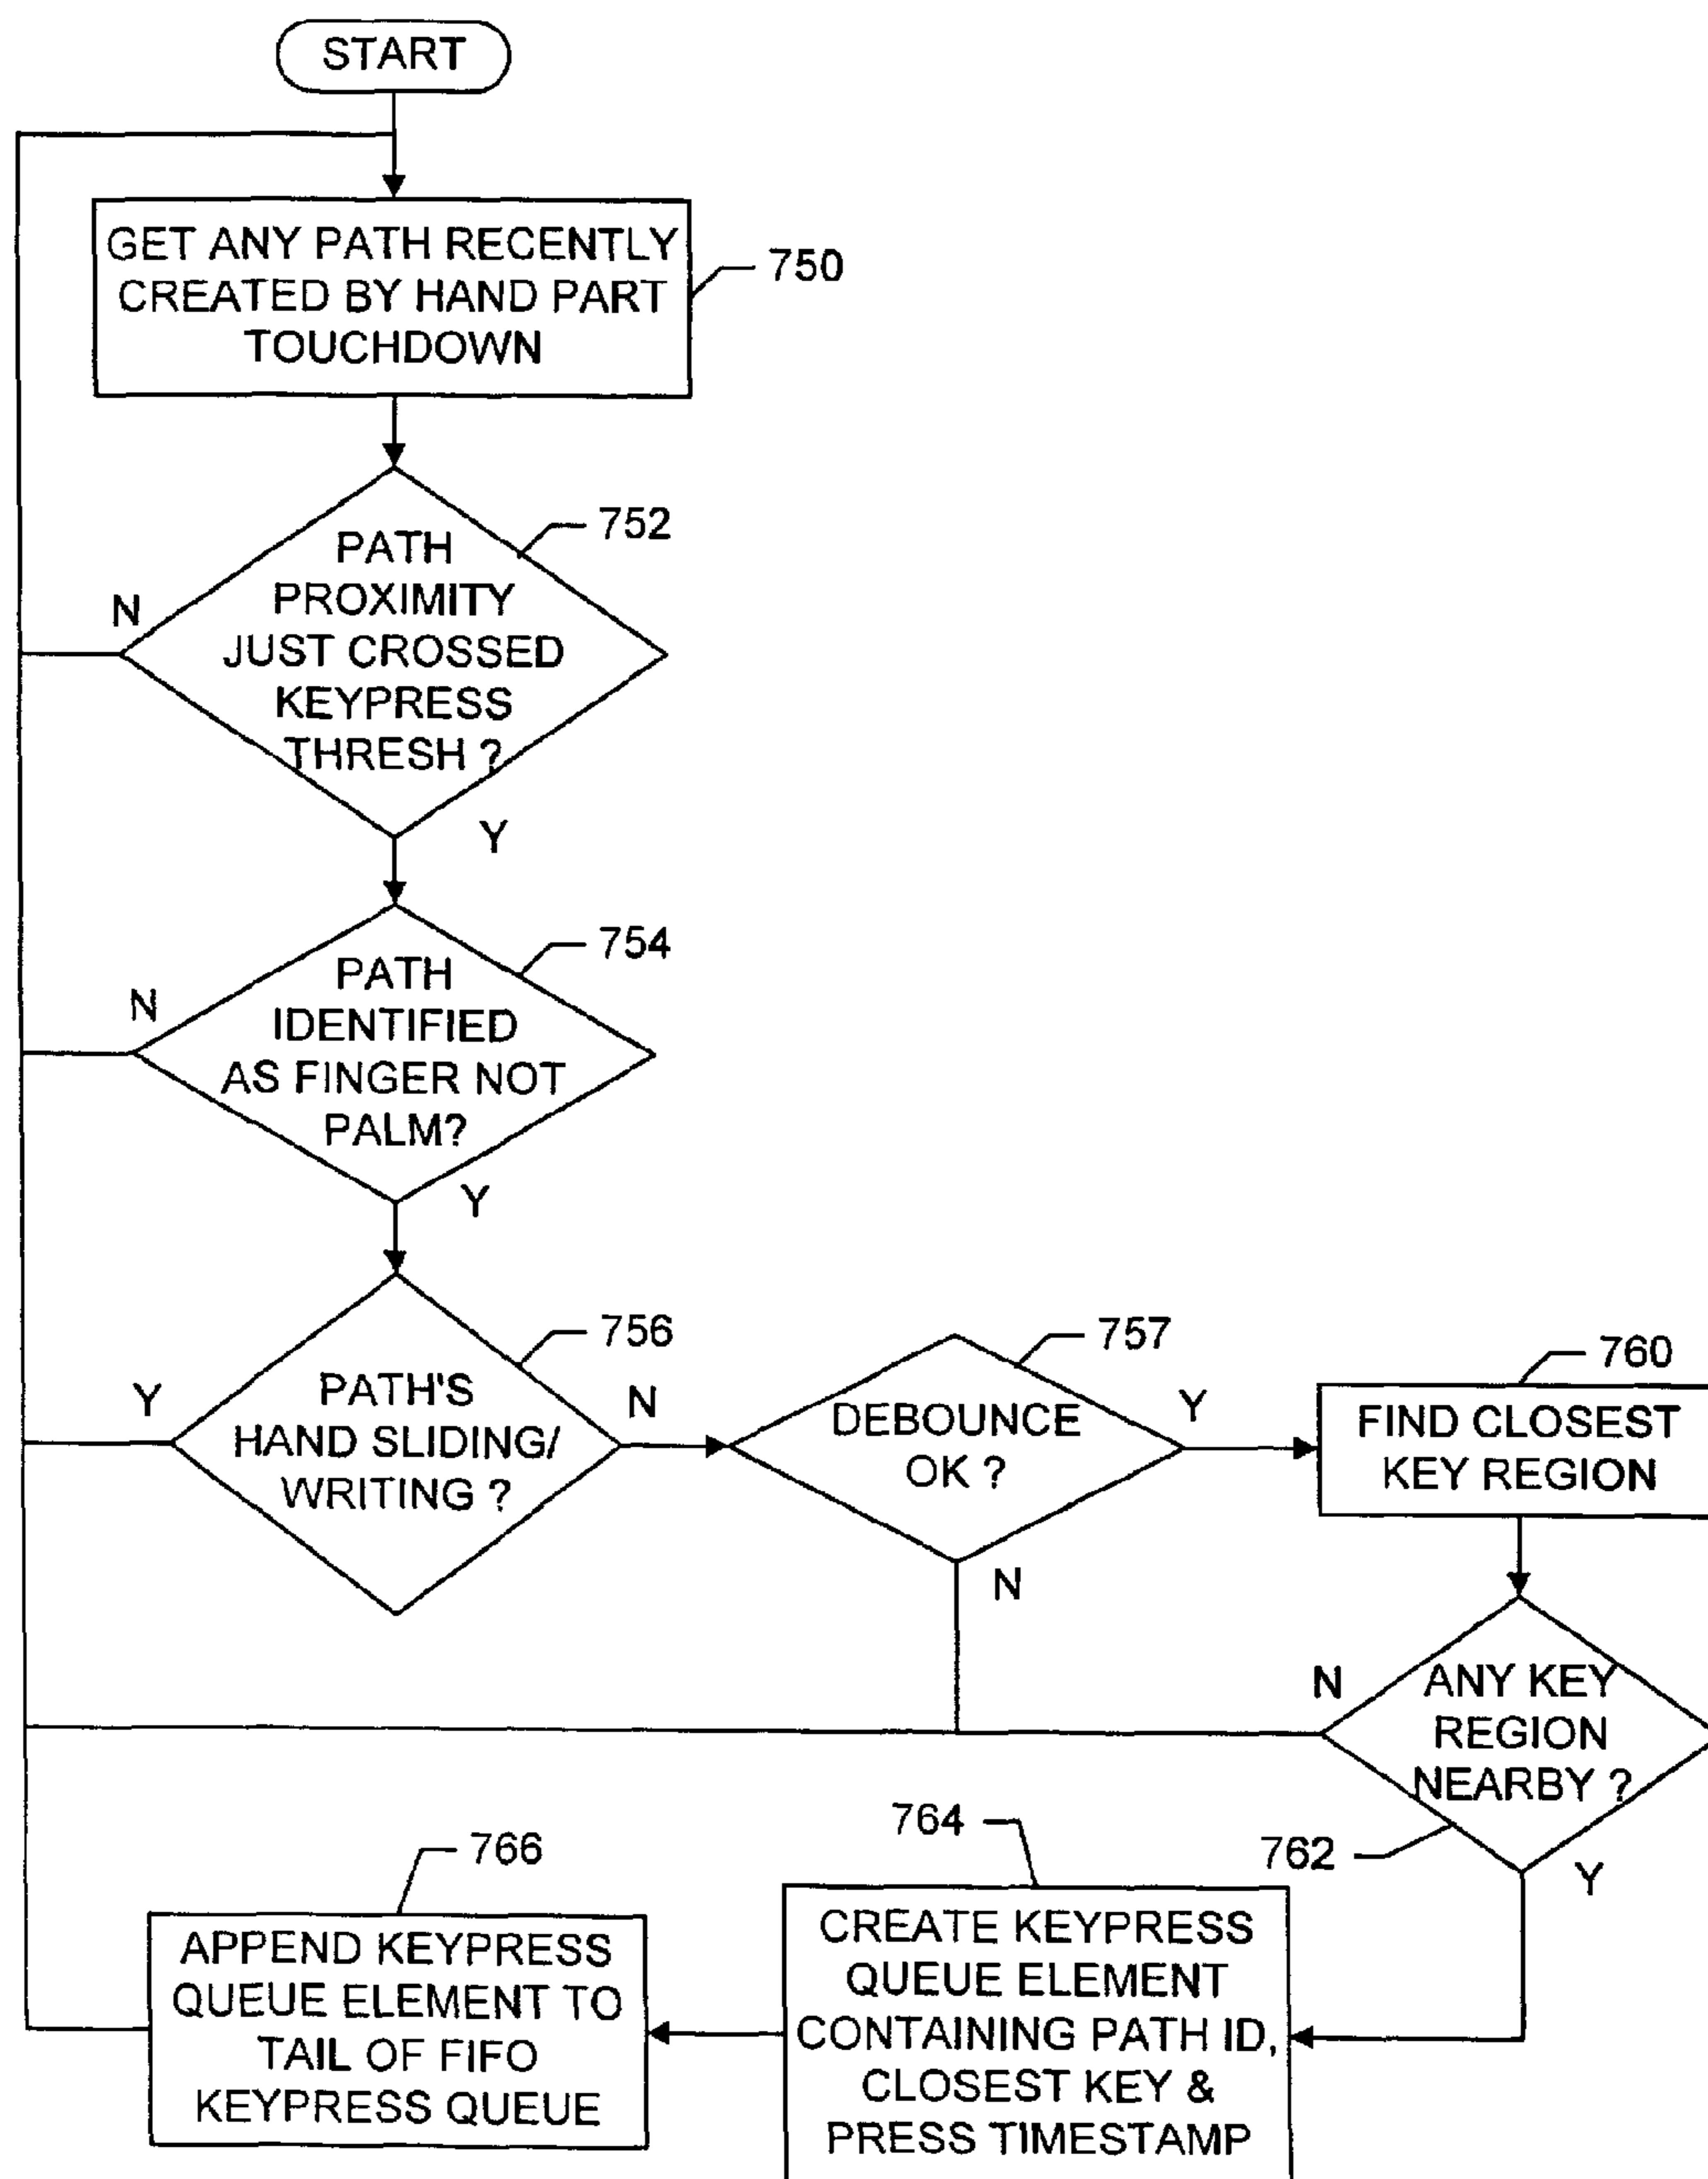 START
GET ANY PATH RECENTLY
CREATED BY HAND PART
TOUCHDOWN
750
PATH
PROXIMITY
JUST CROSSED
KEYPRESS
THRESH ?
752
N
Y
PATH
IDENTIFIED
AS FINGER NOT
PALM?
754
N
Y
PATH'S
HAND SLIDING/
WRITING ?
756
Y
N
DEBOUNCE
OK ?
757
Y
N
FIND CLOSEST
KEY REGION
760
ANY KEY
REGION
NEARBY ?
762
N
Y
CREATE KEYPRESS
QUEUE ELEMENT
CONTAINING PATH ID,
CLOSEST KEY &
PRESS TIMESTAMP
764
APPEND KEYPRESS
QUEUE ELEMENT TO
TAIL OF FIFO
KEYPRESS QUEUE
766